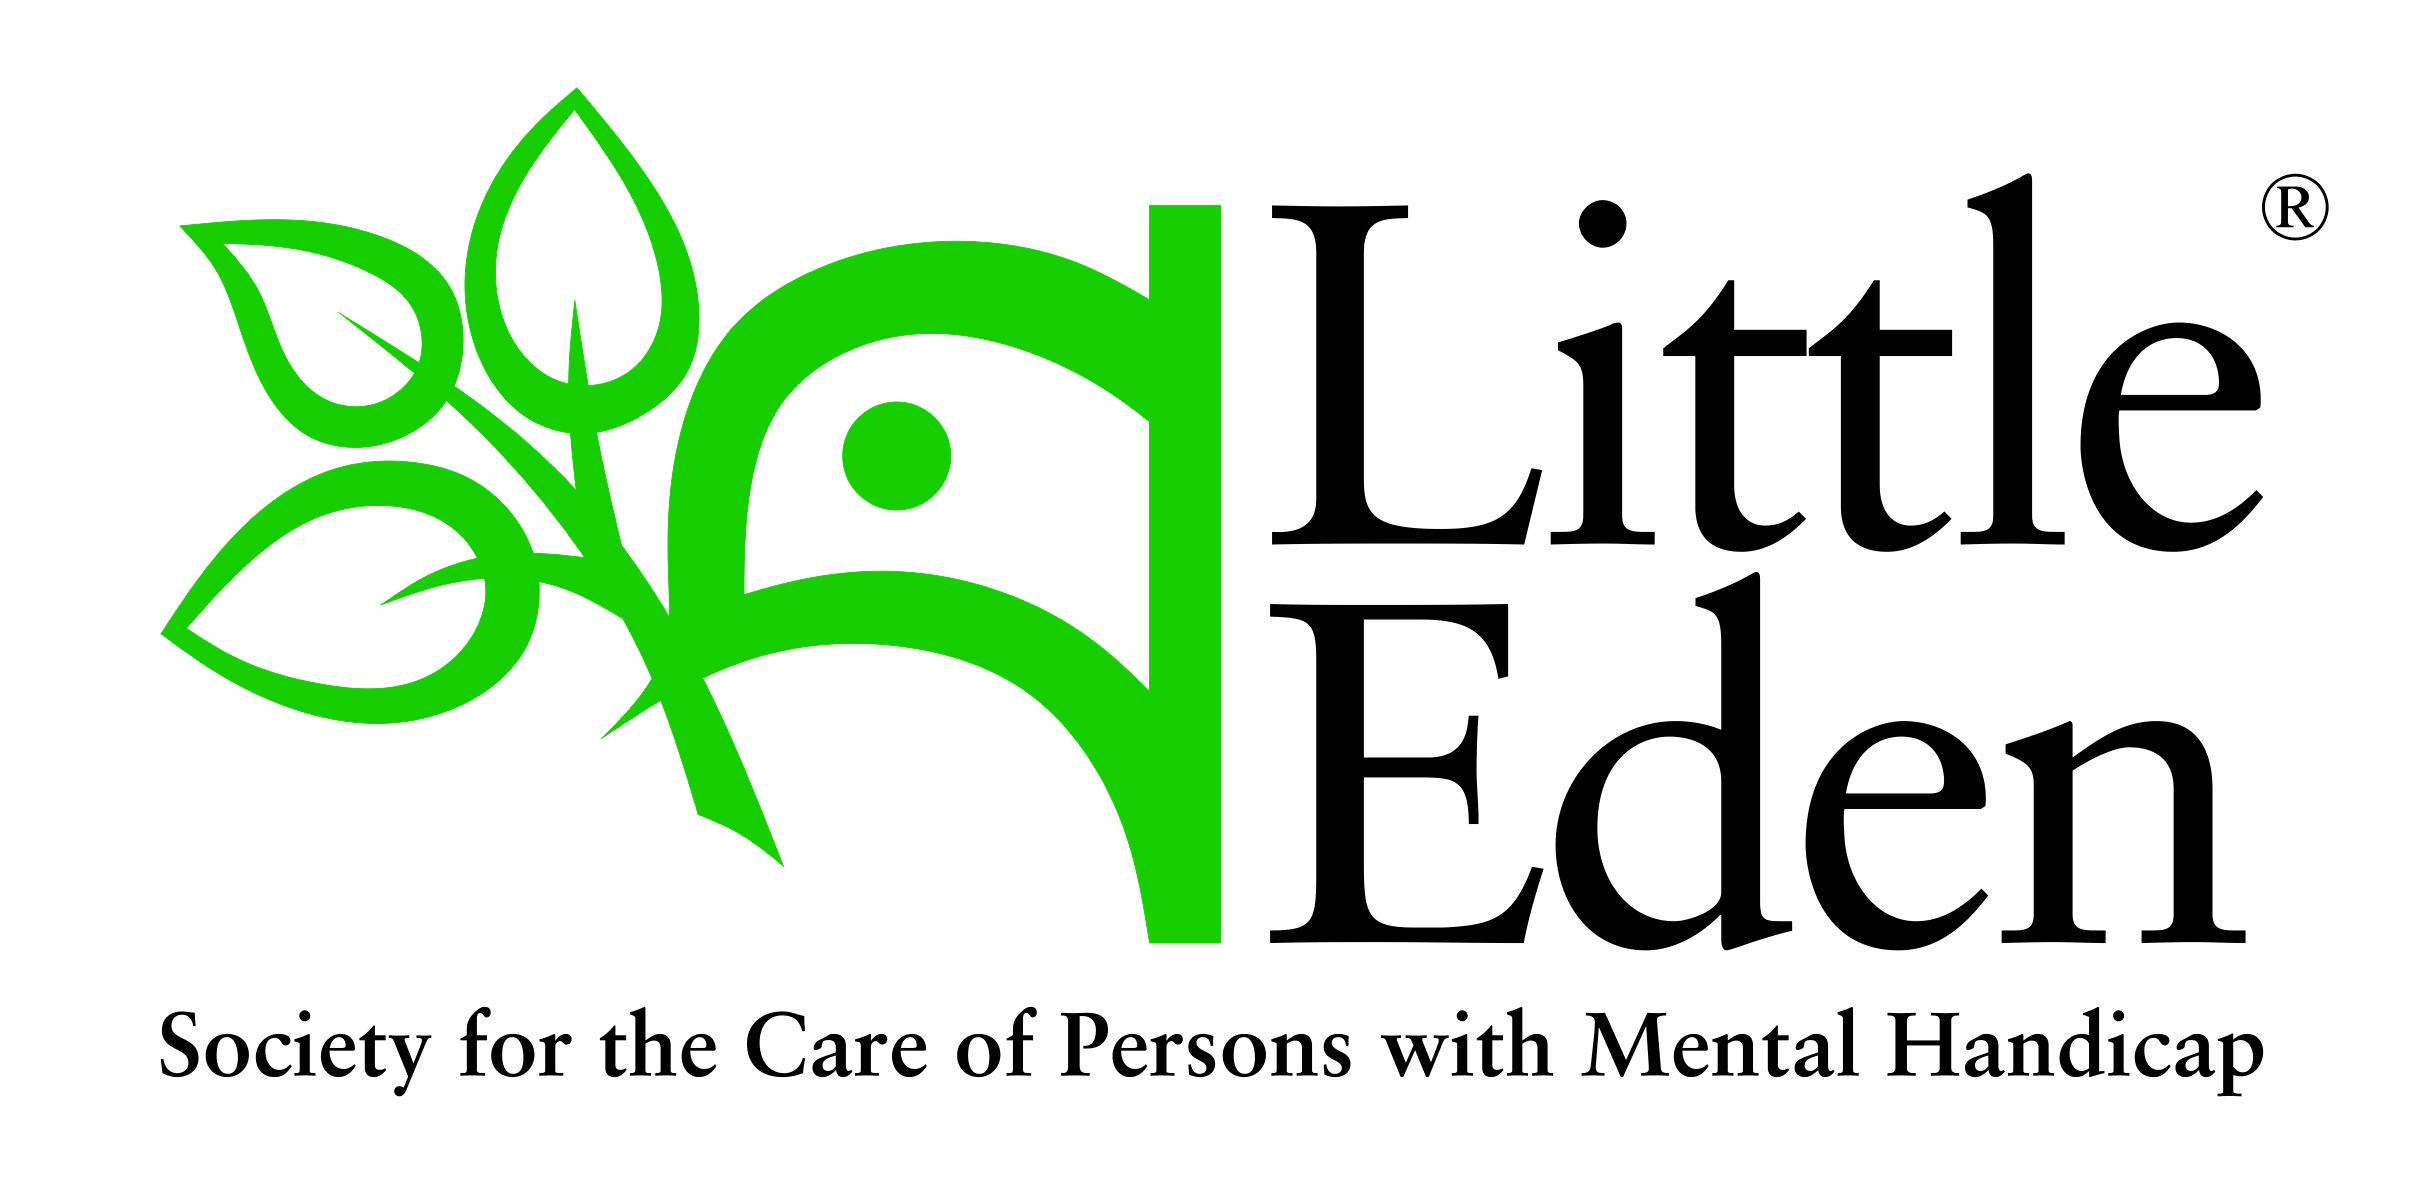 Little ®
Eden
Society for the Care of Persons with Mental Handicap